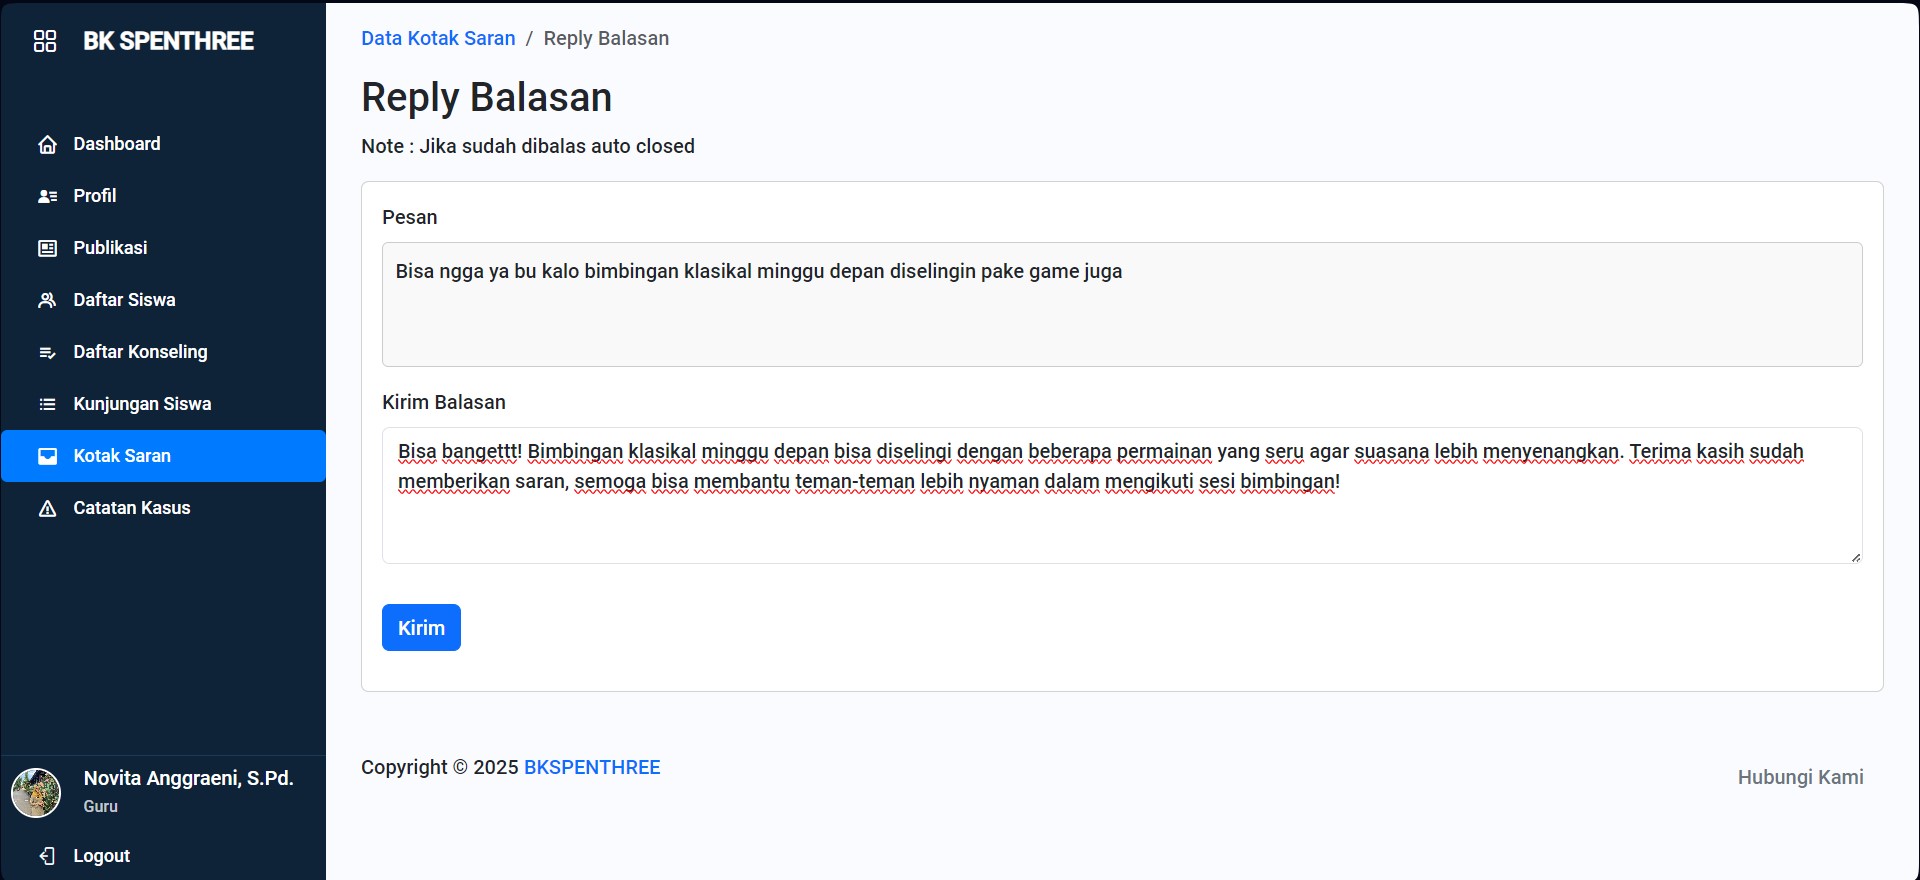 BK SPENTHREE
Dashboard
Profil
Publikasi
Daftar Siswa
Daftar Konseling
Kunjungan Siswa
Kotak Saran
Catatan Kasus
Novita Anggraeni, S.Pd.
Guru
Logout
Data Kotak Saran / Reply Balasan
Reply Balasan
Note : Jika sudah dibalas auto closed
Pesan
Bisa ngga ya bu kalo bimbingan klasikal minggu depan diselingin pake game juga
Kirim Balasan
Bisa bangettt! Bimbingan klasikal minggu depan bisa diselingi dengan beberapa permainan yang seru agar suasana lebih menyenangkan. Terima kasih sudah
memberikan saran, semoga bisa membantu teman-teman lebih nyaman dalam mengikuti sesi bimbingan!
Kirim
Copyright © 2025 BKSPENTHREE
Hubungi Kami